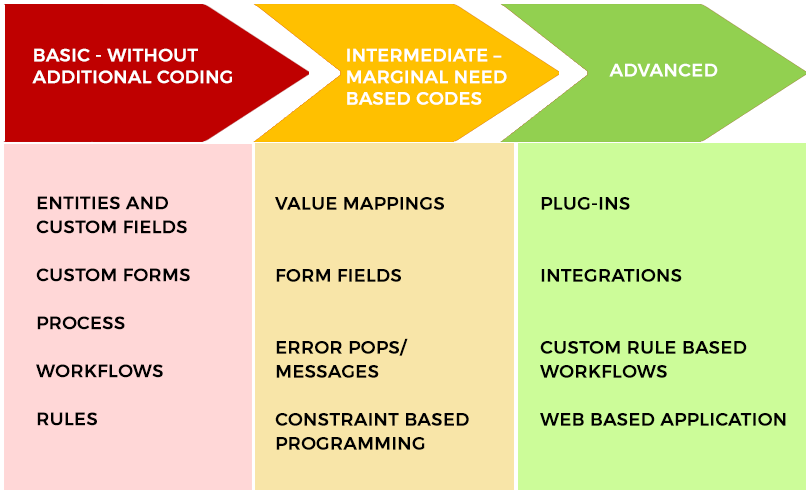 BASIC - WITHOUT
ADDITIONAL CODING
INTERMEDIATE –
MARGINAL NEED
BASED CODES
ADVANCED
ENTITIES AND
CUSTOM FIELDS
CUSTOM FORMS
PROCESS
WORKFLOWS
RULES
VALUE MAPPINGS
FORM FIELDS
ERROR POPS/
MESSAGES
CONSTRAINT BASED
PROGRAMMING
PLUG-INS
INTEGRATIONS
CUSTOM RULE BASED
WORKFLOWS
WEB BASED APPLICATION